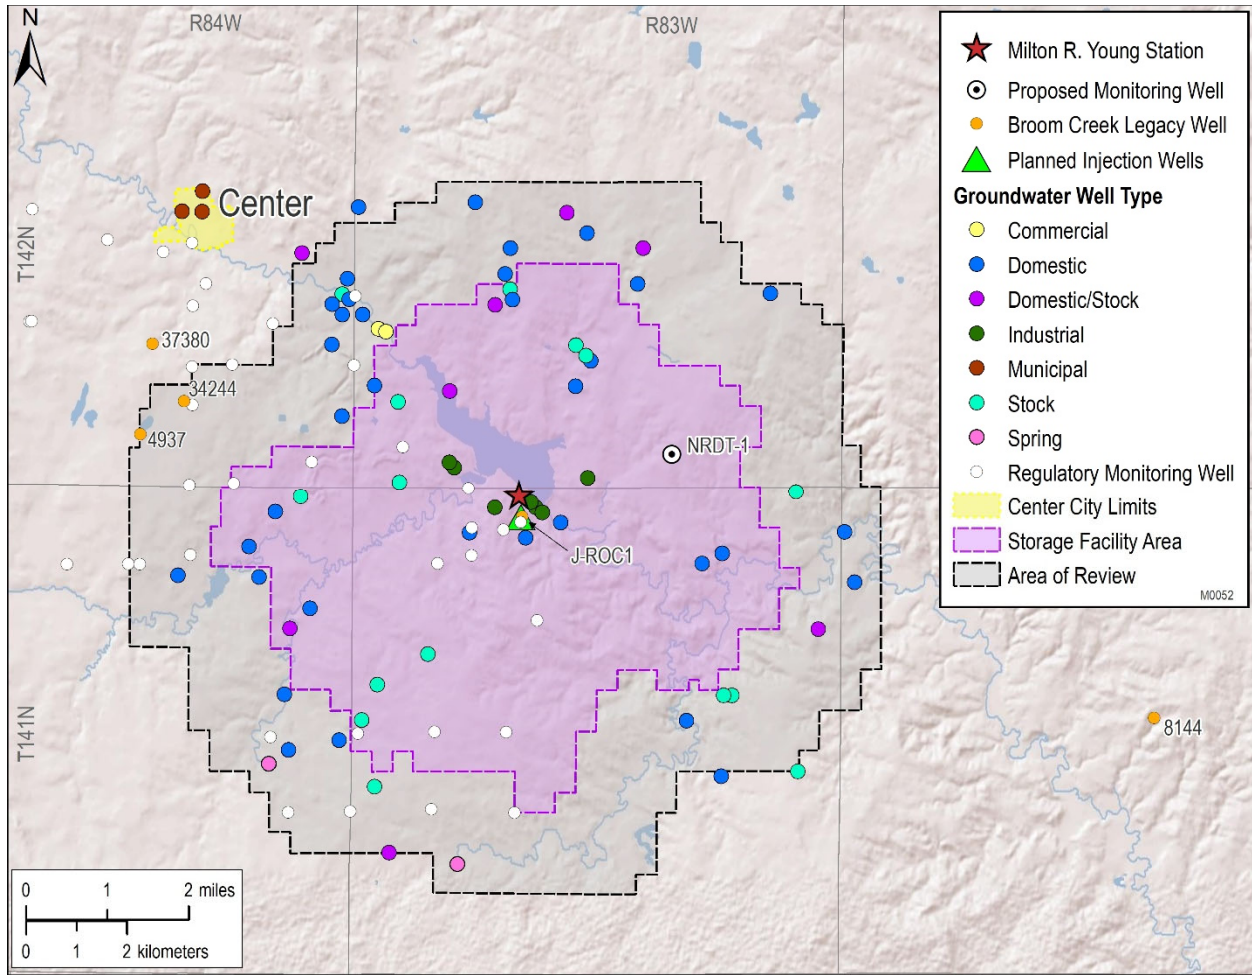 N
R84W
R83W
T142N
T141N
Center
37380
34244
4937
NRDT-1
J-ROC1
8144
Milton R. Young Station
Proposed Monitoring Well
Broom Creek Legacy Well
Planned Injection Wells
Groundwater Well Type
Commercial
Domestic
Domestic/Stock
Industrial
Municipal
Stock
Spring
Regulatory Monitoring Well
Center City Limits
Storage Facility Area
Area of Review
M0052
0 1 2 miles
0 1 2 kilometers